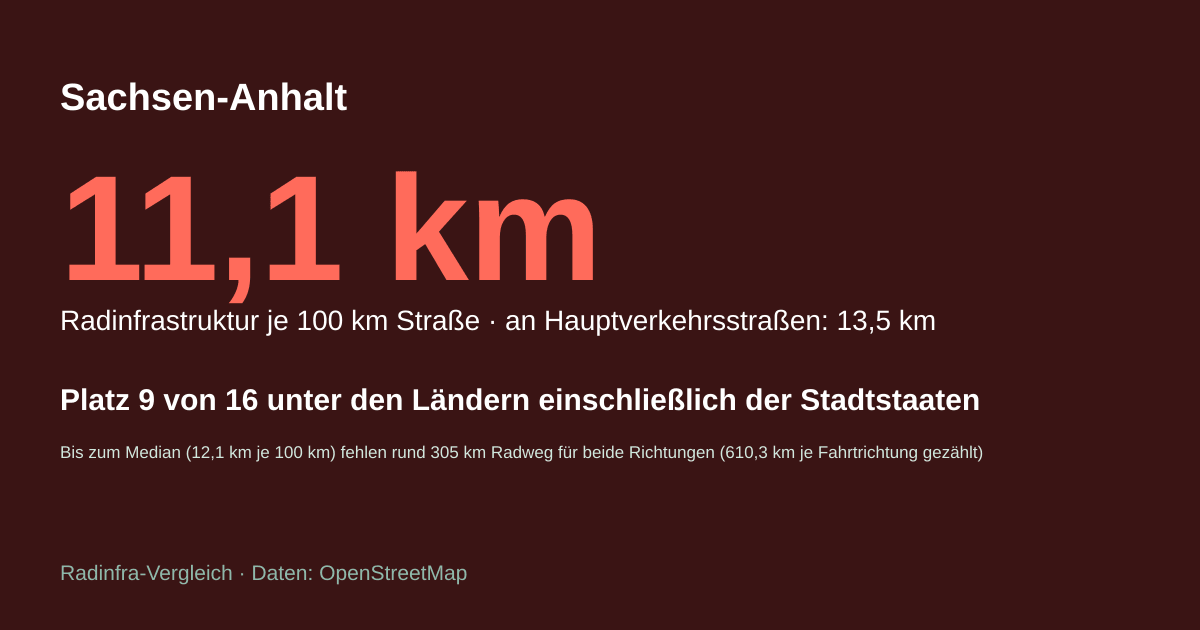 Sachsen-Anhalt
11,1 km
Radinfrastruktur je 100 km Straße · an Hauptverkehrsstraßen: 13,5 km
Platz 9 von 16 unter den Ländern einschließlich der Stadtstaaten
Bis zum Median (12,1 km je 100 km) fehlen rund 305 km Radweg für beide Richtungen (610,3 km je Fahrtrichtung gezählt)
Radinfra-Vergleich · Daten: OpenStreetMap